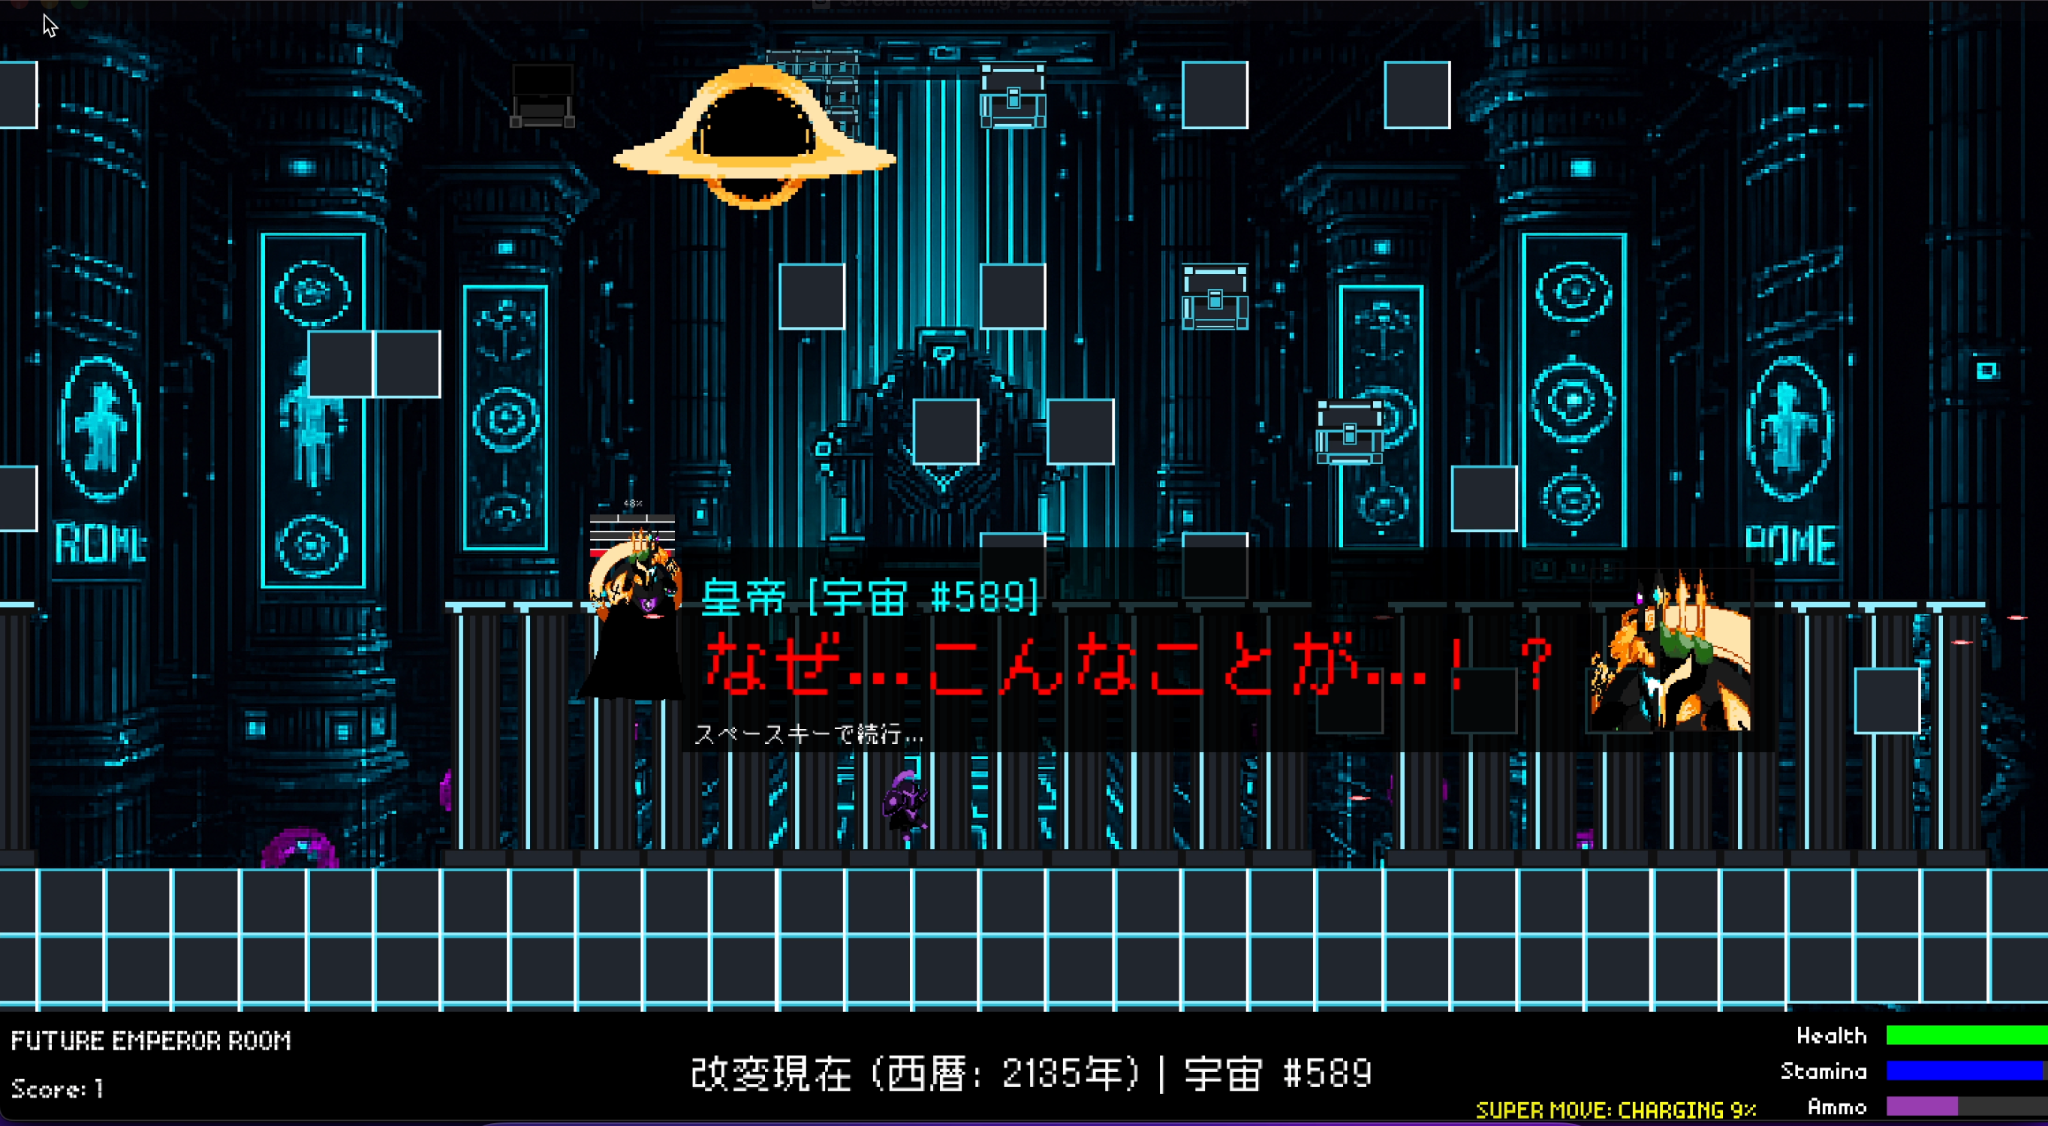 ROME
ROME
48%
皇帝 [宇宙 #589]
なぜ...こんなことが...！？
スペースキーで続行...
FUTURE EMPEROR ROOM
Score: 1
改変現在 (西暦: 2135年) | 宇宙 #589
Health
Stamina
SUPER MOVE: CHARGING 9%
Ammo